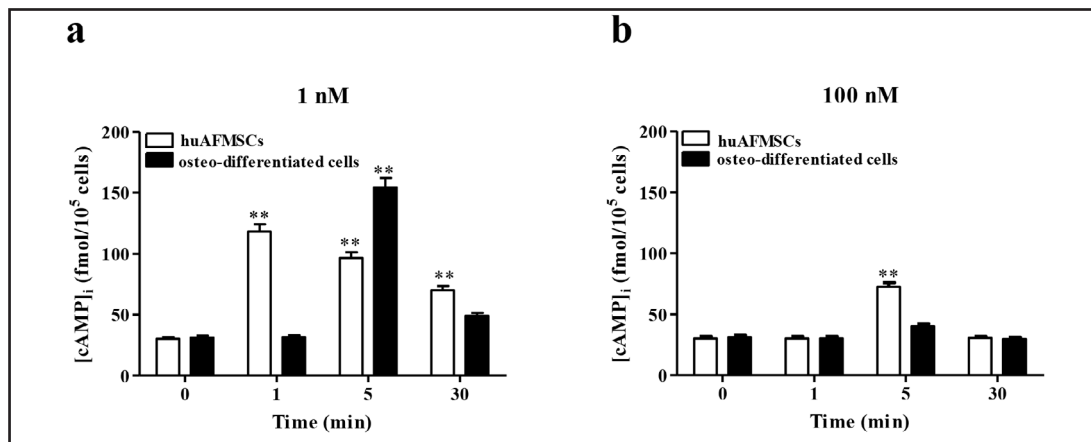 a
1 nM
huAFMSCs
osteo-differentiated cells
[cAMP]i (fmol/10^5 cells)
200
150
100
50
0
**
**
**
**
0 1 5 30
Time (min)
b
100 nM
huAFMSCs
osteo-differentiated cells
[cAMP]i (fmol/10^5 cells)
200
150
100
50
0
**
0 1 5 30
Time (min)